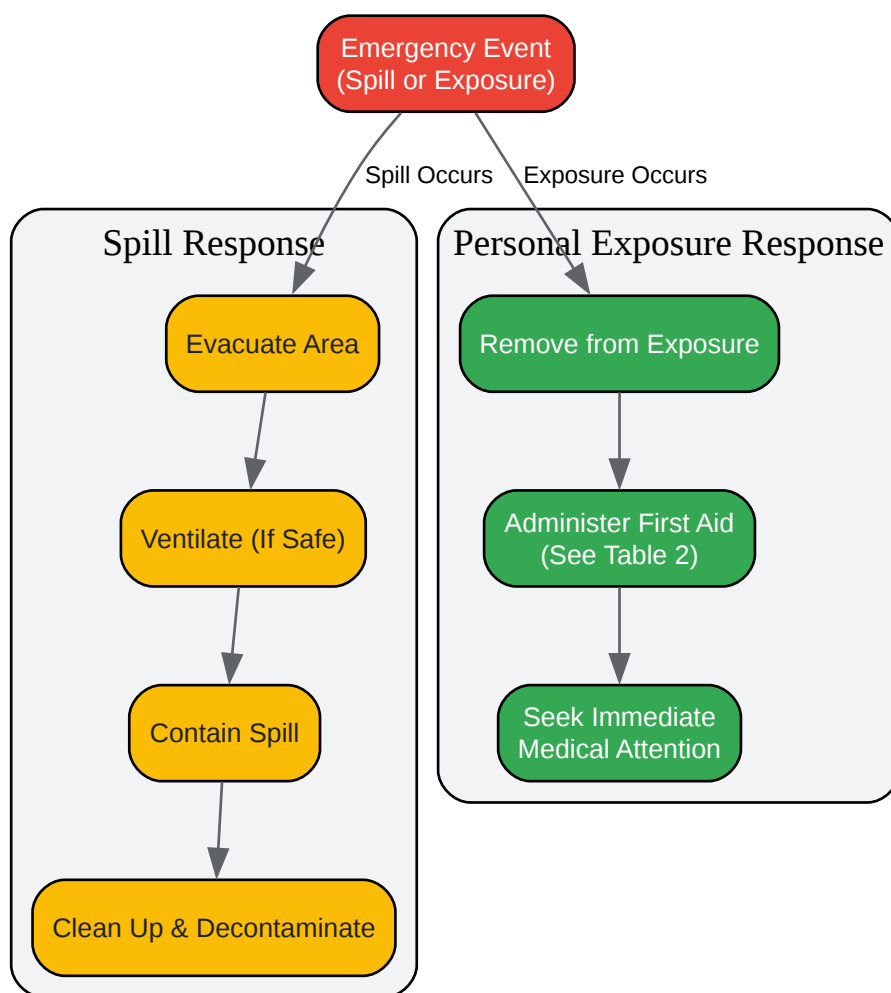 Emergency Event
(Spill or Exposure)
Spill Occurs
Exposure Occurs
Spill Response
Evacuate Area
Ventilate (If Safe)
Contain Spill
Clean Up & Decontaminate
Personal Exposure Response
Remove from Exposure
Administer First Aid
(See Table 2)
Seek Immediate
Medical Attention